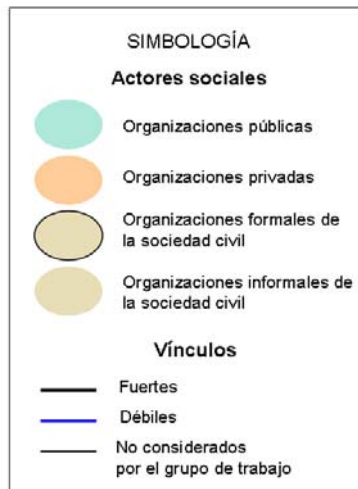 SIMBOLOGÍA
Actores sociales
Organizaciones públicas
Organizaciones privadas
Organizaciones formales de
la sociedad civil
Organizaciones informales de
la sociedad civil
Vínculos
Fuertes
Débiles
No considerados
por el grupo de trabajo